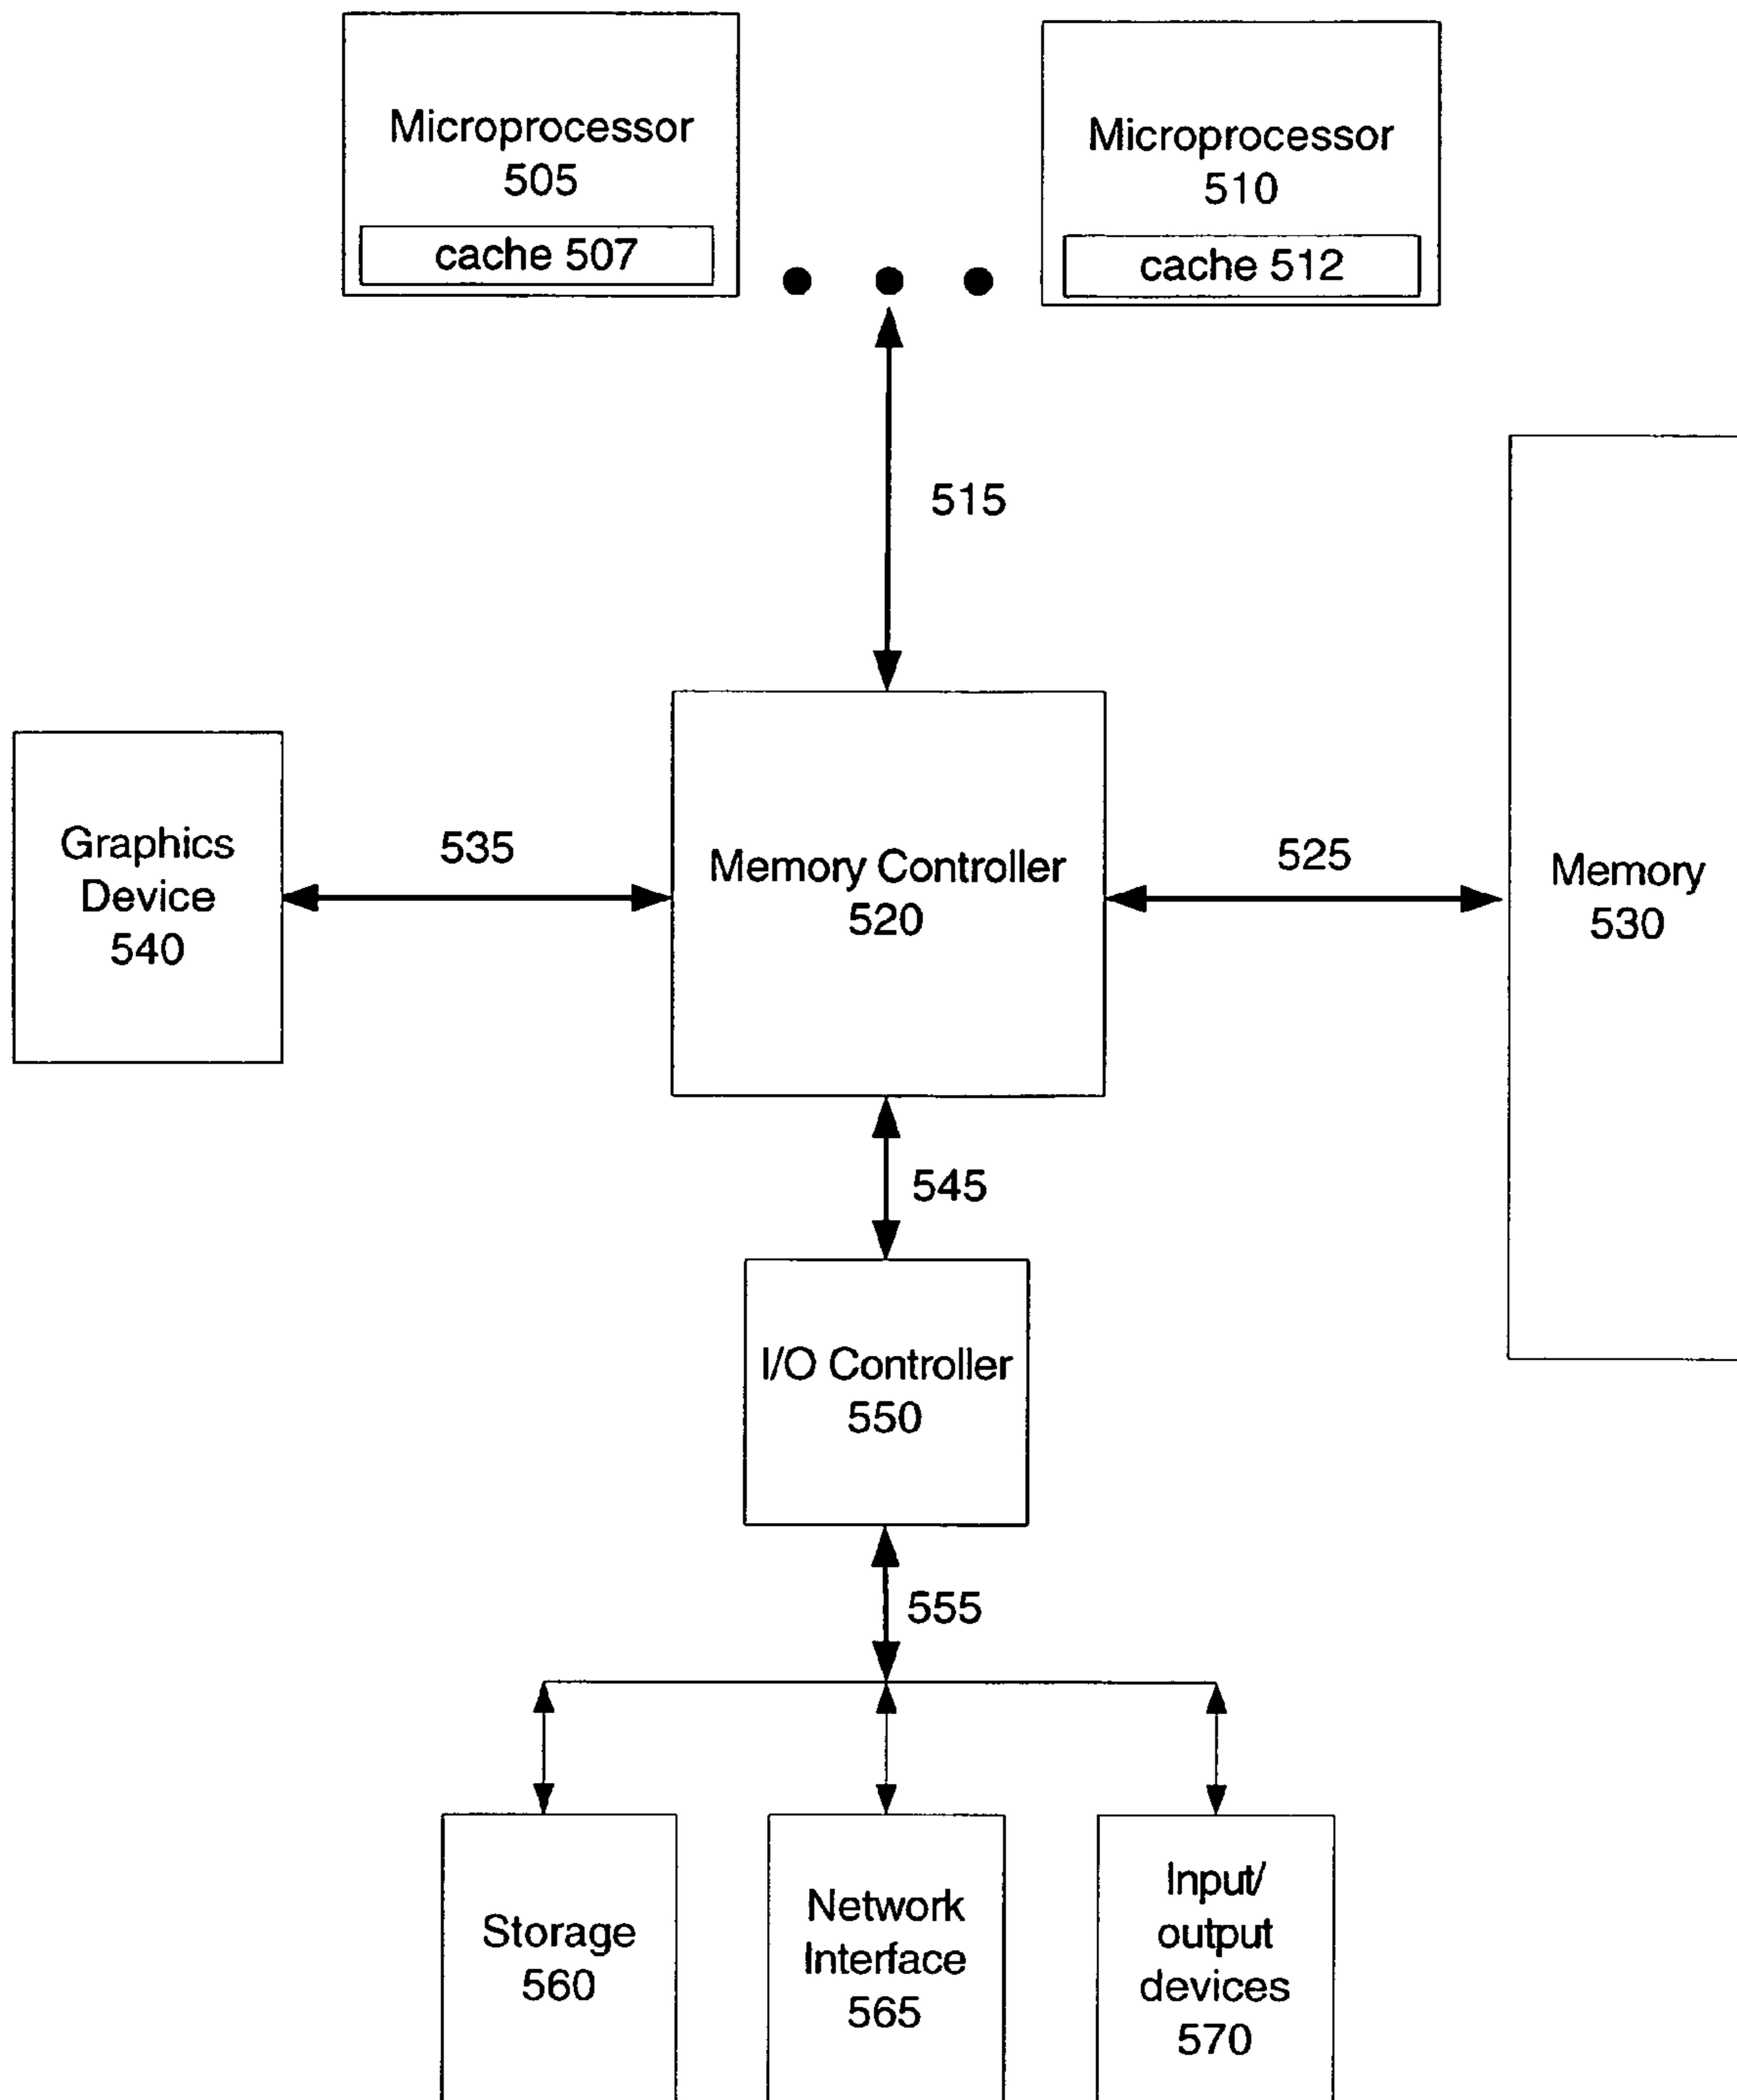 Microprocessor
505
cache 507
Microprocessor
510
cache 512
515
Graphics
Device
540
535
Memory Controller
520
525
Memory
530
545
I/O Controller
550
555
Storage
560
Network
Interface
565
Input/
output
devices
570